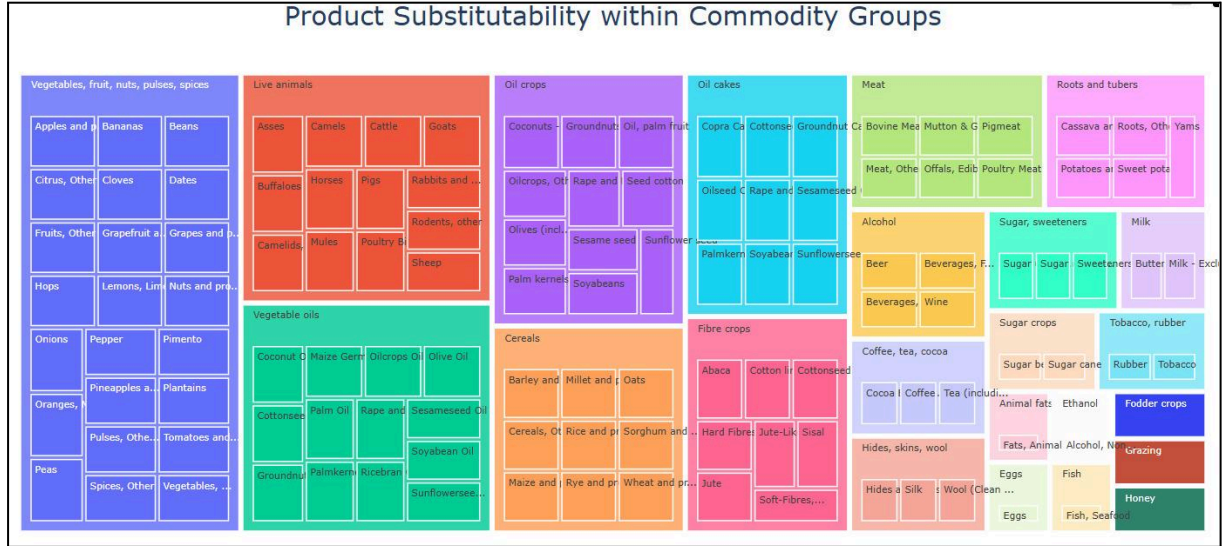 Product Substitutability within Commodity Groups
Vegetables, fruit, nuts, pulses, spices
Apples and p
Bananas
Beans
Citrus, Other
Cloves
Dates
Fruits, Other
Grapefruit a...
Grapes and p...
Hops
Lemons, Lim
Nuts and pro...
Onions
Pepper
Pimento
Pineapples a...
Plantains
Oranges, M
Pulses, Othe...
Tomatoes and...
Peas
Spices, Other
Vegetables, ...
Live animals
Asses
Camels
Cattle
Goats
Buffaloes
Horses
Pigs
Rabbits and ...
Rodents, other
Camelids,
Mules
Poultry Bi
Sheep
Vegetable oils
Coconut O
Maize Germ
Oilcrops Oil
Olive Oil
Cottonsee
Palm Oil
Rape and
Sesameseed Oil
Soyabean Oil
Groundnut
Palmkerne
Ricebran
Sunflowersee...
Oil crops
Coconuts -
Groundnuts
Oil, palm fruit
Oilcrops, Oth
Rape and
Seed cotton
Olives (incl..
Sesame seed
Sunflower seed
Palm kernels
Soyabeans
Cereals
Barley and
Millet and p
Oats
Cereals, Ot
Rice and pr
Sorghum and ...
Maize and p
Rye and pr
Wheat and pr...
Oil cakes
Copra Ca
Cottonse
Groundnut Ca
Oilseed C
Rape and
Sesameseed
Palmkern
Soyabear
Sunflowersee
Fibre crops
Abaca
Cotton lin
Cottonseed
Hard Fibres
Jute-Lik
Sisal
Jute
Soft-Fibres,...
Meat
Bovine Mea
Mutton & G
Pigmeat
Meat, Othe
Offals, Edib
Poultry Meat
Roots and tubers
Cassava an
Roots, Oth
Yams
Potatoes an
Sweet pota
Alcohol
Beer
Beverages, F...
Beverages,
Wine
Sugar, sweeteners
Sugar
Sugar
Sweeteners
Milk
Butter
Milk - Exclu
Coffee, tea, cocoa
Cocoa
Coffee
Tea (includi...
Sugar crops
Sugar be
Sugar cane
Tobacco, rubber
Rubber
Tobacco
Hides, skins, wool
Hides a
Silk
Wool (Clean ...
Animal fats
Fats, Animal
Ethanol
Alcohol, Non
Fodder crops
Grazing
Eggs
Eggs
Fish
Fish, Seafood
Honey